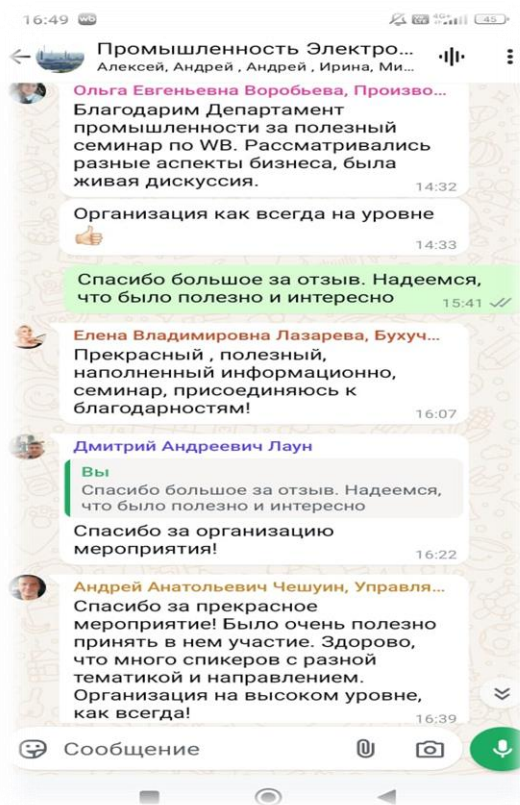 16:49 wb 4G+ 45
Промышленность Электро...
Алексей, Андрей , Андрей , Ирина, Ми...
Ольга Евгеньевна Воробьева, Произво...
Благодарим Департамент
промышленности за полезный
семинар по WB. Рассматривались
разные аспекты бизнеса, была
живая дискуссия.
14:32
Организация как всегда на уровне
14:33
Спасибо большое за отзыв. Надеемся,
что было полезно и интересно
15:41
Елена Владимировна Лазарева, Бухуч...
Прекрасный , полезный,
наполненный информационно,
семинар, присоединяюсь к
благодарностям!
16:07
Дмитрий Андреевич Лаун
Вы
Спасибо большое за отзыв. Надеемся,
что было полезно и интересно
Спасибо за организацию
мероприятия!
16:22
Андрей Анатольевич Чешуин, Управля...
Спасибо за прекрасное
мероприятие! Было очень полезно
принять в нем участие. Здорово,
что много спикеров с разной
тематикой и направлением.
Организация на высоком уровне,
как всегда!
16:39
Сообщение